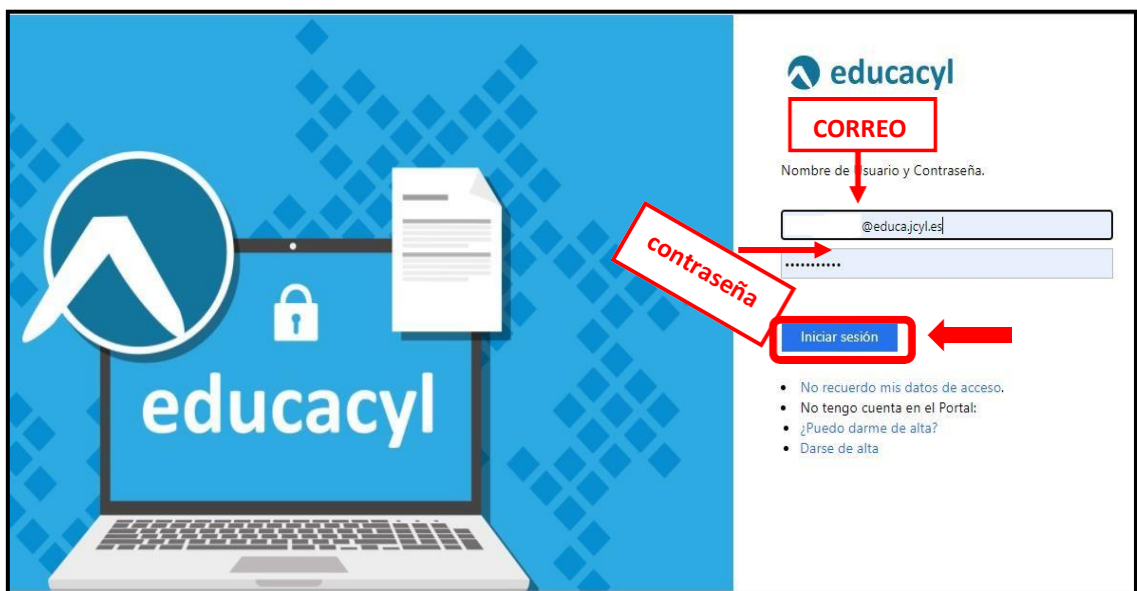 educacyl
CORREO
Nombre de Usuario y Contraseña.
@educa.jcyl.es
contraseña
•••••••••••
Iniciar sesión
• No recuerdo mis datos de acceso.
• No tengo cuenta en el Portal:
• ¿Puedo darme de alta?
• Darse de alta
educacyl